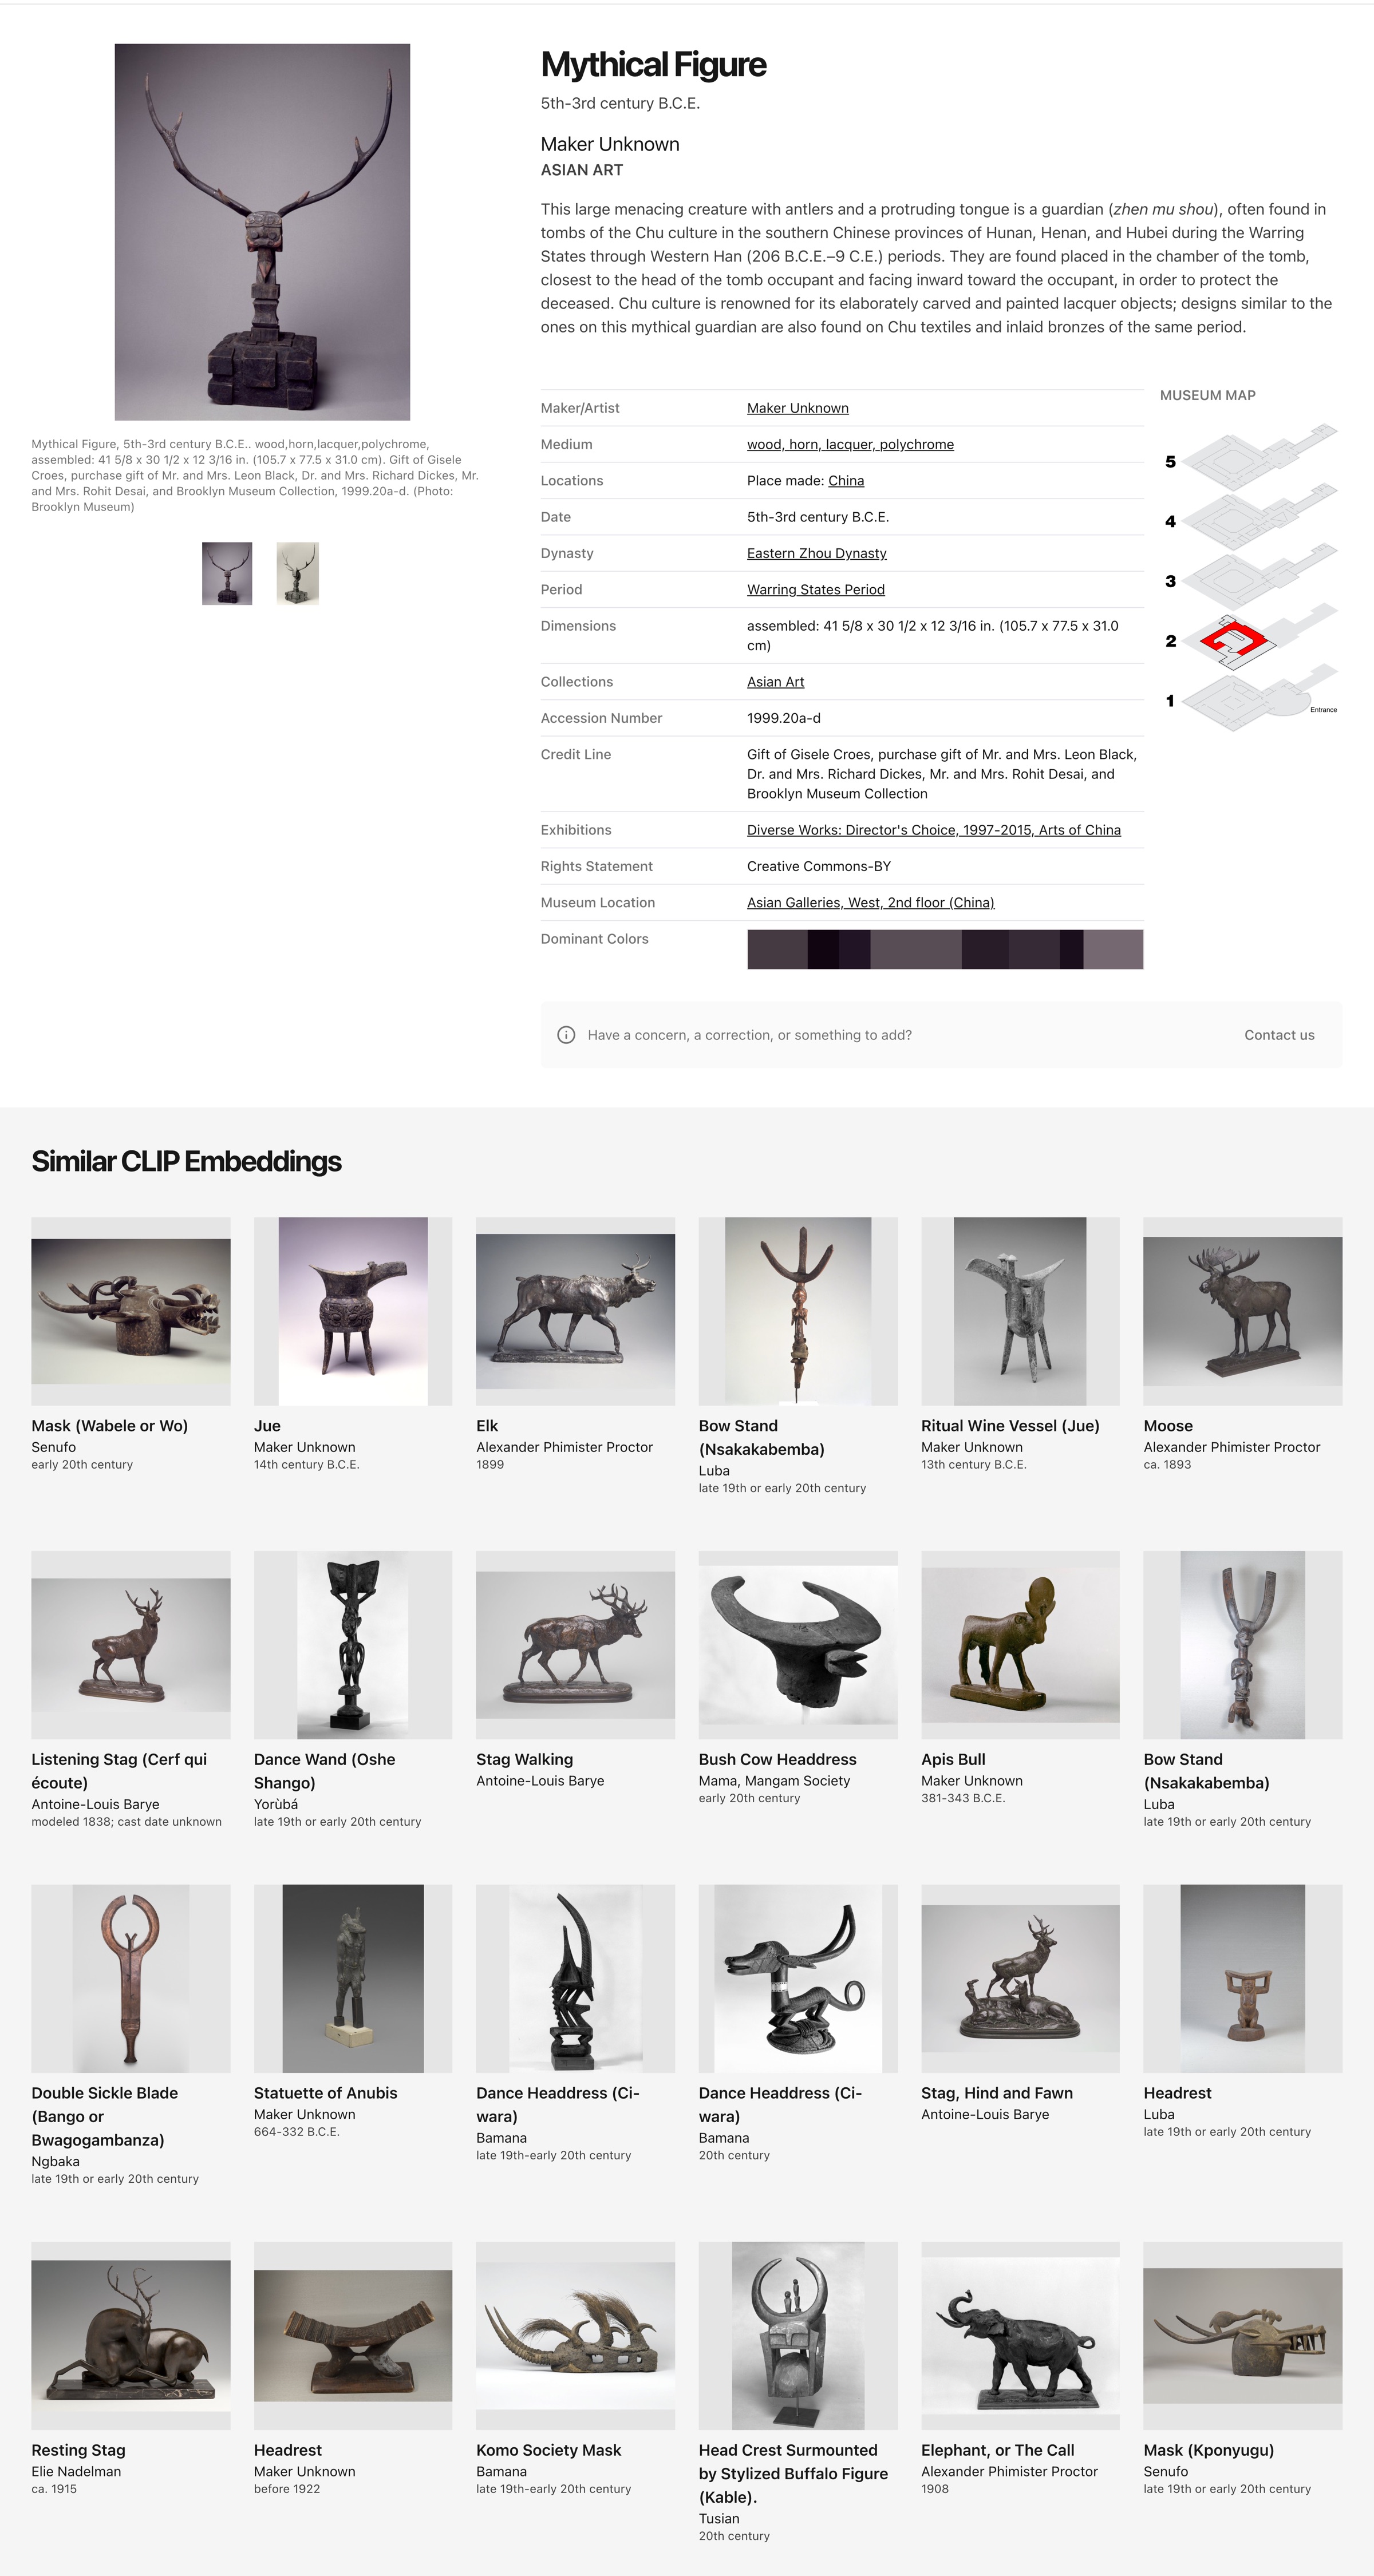 Mythical Figure
5th-3rd century B.C.E.
Maker Unknown
ASIAN ART
This large menacing creature with antlers and a protruding tongue is a guardian (zhen mu shou), often found in
tombs of the Chu culture in the southern Chinese provinces of Hunan, Henan, and Hubei during the Warring
States through Western Han (206 B.C.E.–9 C.E.) periods. They are found placed in the chamber of the tomb,
closest to the head of the tomb occupant and facing inward toward the occupant, in order to protect the
deceased. Chu culture is renowned for its elaborately carved and painted lacquer objects; designs similar to the
ones on this mythical guardian are also found on Chu textiles and inlaid bronzes of the same period.
Mythical Figure, 5th-3rd century B.C.E.. wood,horn,lacquer,polychrome,
assembled: 41 5/8 x 30 1/2 x 12 3/16 in. (105.7 x 77.5 x 31.0 cm). Gift of Gisele
Croes, purchase gift of Mr. and Mrs. Leon Black, Dr. and Mrs. Richard Dickes, Mr.
and Mrs. Rohit Desai, and Brooklyn Museum Collection, 1999.20a-d. (Photo:
Brooklyn Museum)
Maker/Artist Maker Unknown
Medium wood, horn, lacquer, polychrome
Locations Place made: China
Date 5th-3rd century B.C.E.
Dynasty Eastern Zhou Dynasty
Period Warring States Period
Dimensions assembled: 41 5/8 x 30 1/2 x 12 3/16 in. (105.7 x 77.5 x 31.0
cm)
Collections Asian Art
Accession Number 1999.20a-d
Credit Line Gift of Gisele Croes, purchase gift of Mr. and Mrs. Leon Black,
Dr. and Mrs. Richard Dickes, Mr. and Mrs. Rohit Desai, and
Brooklyn Museum Collection
Exhibitions Diverse Works: Director's Choice, 1997-2015, Arts of China
Rights Statement Creative Commons-BY
Museum Location Asian Galleries, West, 2nd floor (China)
Dominant Colors
MUSEUM MAP
5
4
3
2
1
Entrance
Have a concern, a correction, or something to add? Contact us
Similar CLIP Embeddings
Mask (Wabele or Wo)
Senufo
early 20th century
Jue
Maker Unknown
14th century B.C.E.
Elk
Alexander Phimister Proctor
1899
Bow Stand
(Nsakakabemba)
Luba
late 19th or early 20th century
Ritual Wine Vessel (Jue)
Maker Unknown
13th century B.C.E.
Moose
Alexander Phimister Proctor
ca. 1893
Listening Stag (Cerf qui
écoute)
Antoine-Louis Barye
modeled 1838; cast date unknown
Dance Wand (Oshe
Shango)
Yorùbá
late 19th or early 20th century
Stag Walking
Antoine-Louis Barye
Bush Cow Headdress
Mama, Mangam Society
early 20th century
Apis Bull
Maker Unknown
381-343 B.C.E.
Bow Stand
(Nsakakabemba)
Luba
late 19th or early 20th century
Double Sickle Blade
(Bango or
Bwagogambanza)
Ngbaka
late 19th or early 20th century
Statuette of Anubis
Maker Unknown
664-332 B.C.E.
Dance Headdress (Ci-
wara)
Bamana
late 19th-early 20th century
Dance Headdress (Ci-
wara)
Bamana
20th century
Stag, Hind and Fawn
Antoine-Louis Barye
Headrest
Luba
late 19th or early 20th century
Resting Stag
Elie Nadelman
ca. 1915
Headrest
Maker Unknown
before 1922
Komo Society Mask
Bamana
late 19th-early 20th century
Head Crest Surmounted
by Stylized Buffalo Figure
(Kable).
Tusian
20th century
Elephant, or The Call
Alexander Phimister Proctor
1908
Mask (Kponyugu)
Senufo
late 19th or early 20th century